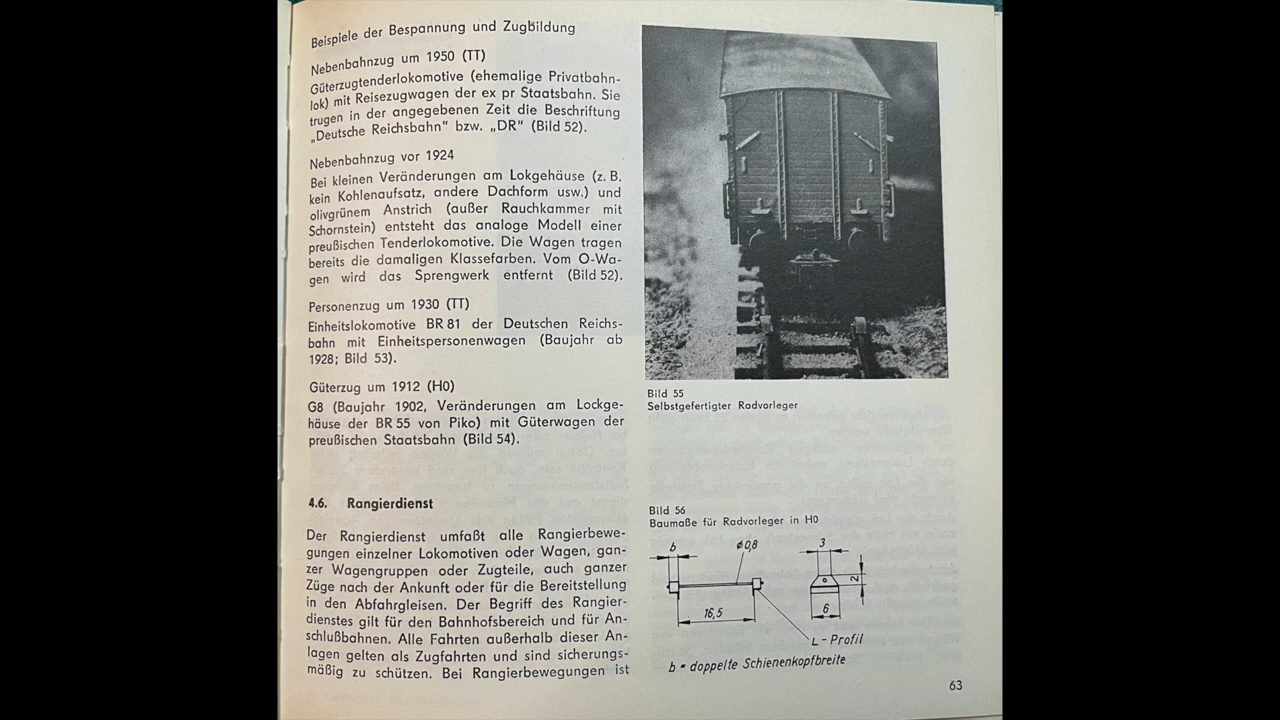 Beispiele der Bespannung und Zugbildung
Nebenbahnzug um 1950 (TT)
Güterzugtenderlokomotive (ehemalige Privatbahn-
lok) mit Reisezugwagen der ex pr Staatsbahn. Sie
trugen in der angegebenen Zeit die Beschriftung
„Deutsche Reichsbahn" bzw. „DR" (Bild 52).
Nebenbahnzug vor 1924
Bei kleinen Veränderungen am Lokgehäuse (z. B.
kein Kohlenaufsatz, andere Dachform usw.) und
olivgrünem Anstrich (außer Rauchkammer mit
Schornstein) entsteht das analoge Modell einer
preußischen Tenderlokomotive. Die Wagen tragen
bereits die damaligen Klassefarben. Vom O-Wa-
gen wird das Sprengwerk entfernt (Bild 52).
Personenzug um 1930 (TT)
Einheitslokomotive BR 81 der Deutschen Reichs-
bahn mit Einheitspersonenwagen (Baujahr ab
1928; Bild 53).
Güterzug um 1912 (H0)
G8 (Baujahr 1902, Veränderungen am Lockge-
häuse der BR 55 von Piko) mit Güterwagen der
preußischen Staatsbahn (Bild 54).
4.6. Rangierdienst
Der Rangierdienst umfaßt alle Rangierbewe-
gungen einzelner Lokomotiven oder Wagen, gan-
zer Wagengruppen oder Zugteile, auch ganzer
Züge nach der Ankunft oder für die Bereitstellung
in den Abfahrgleisen. Der Begriff des Rangier-
dienstes gilt für den Bahnhofsbereich und für An-
schlußbahnen. Alle Fahrten außerhalb dieser An-
lagen gelten als Zugfahrten und sind sicherungs-
mäßig zu schützen. Bei Rangierbewegungen ist
Bild 55
Selbstgefertigter Radvorleger
Bild 56
Baumaße für Radvorleger in H0
b
ϕ0,8
3
2
16,5
6
L - Profil
b = doppelte Schienenkopfbreite
63